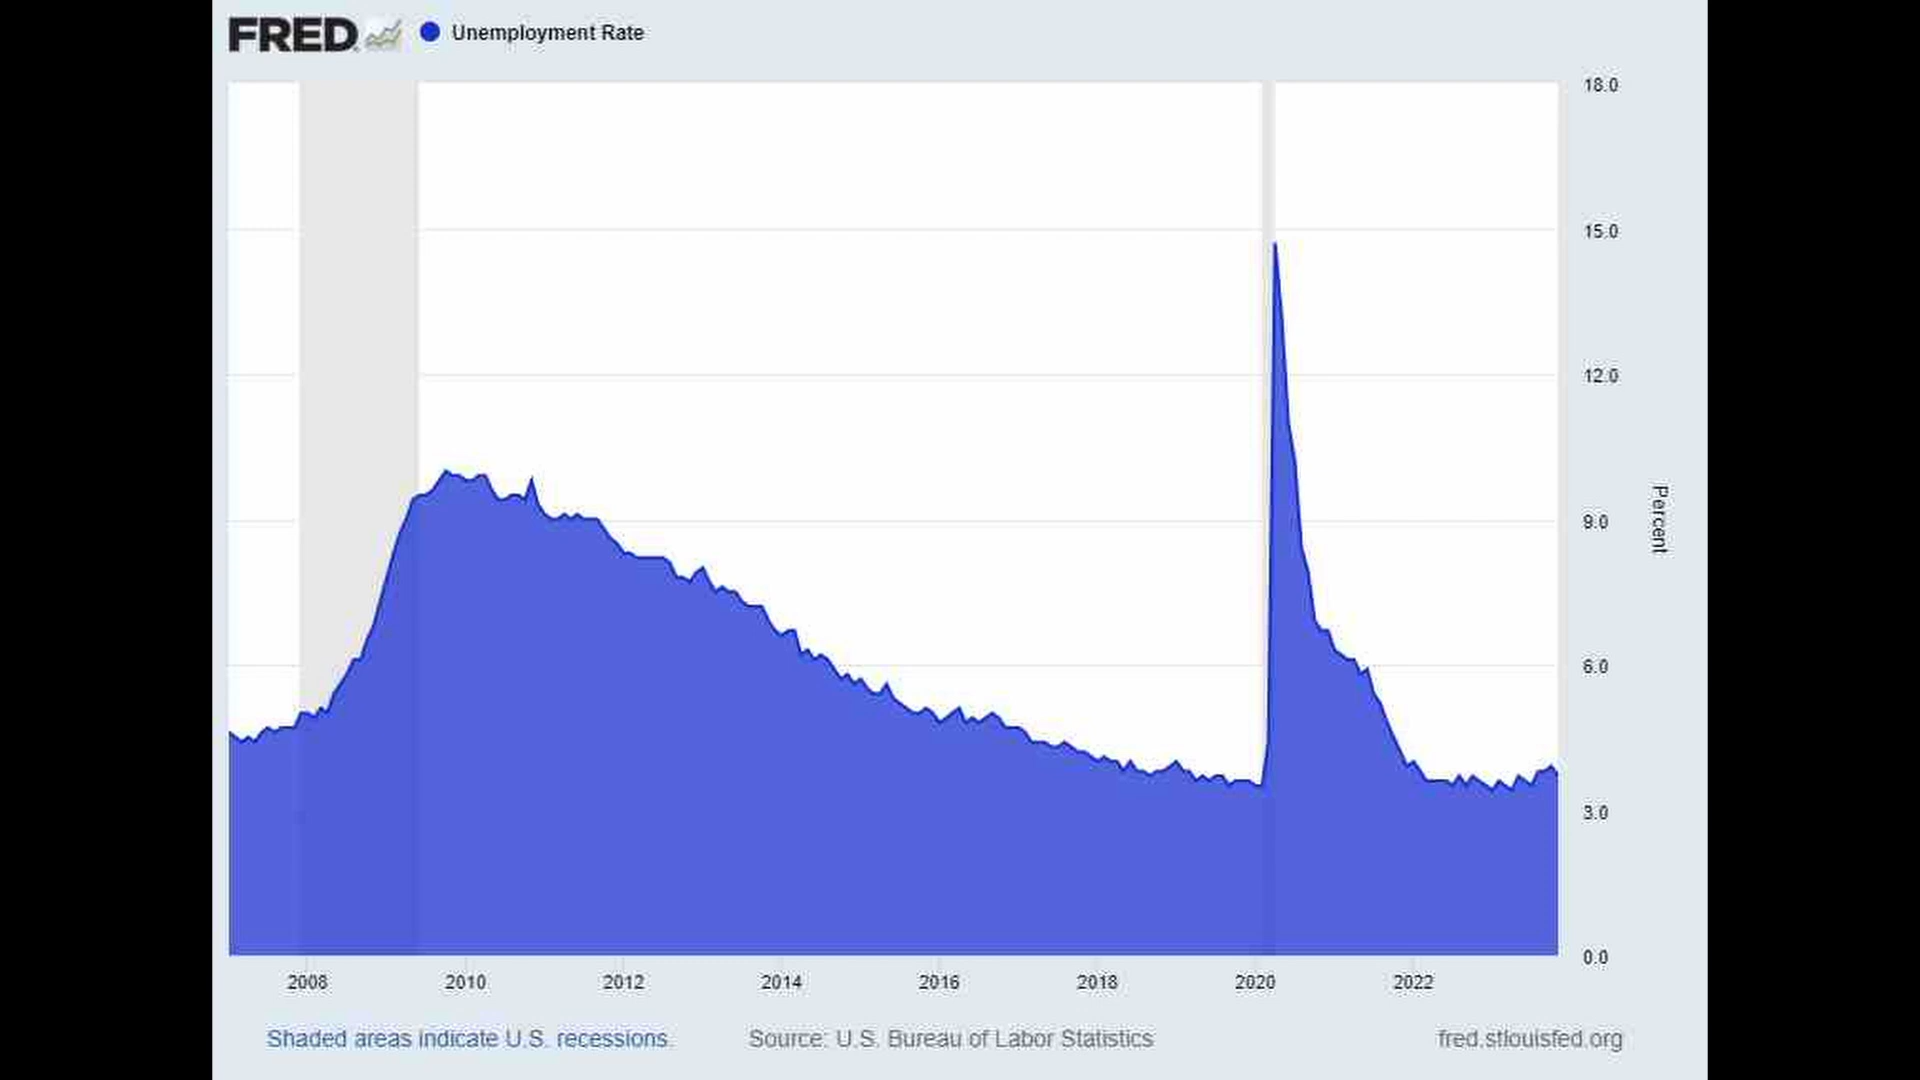 FRED Unemployment Rate
18.0
15.0
12.0
9.0
6.0
3.0
0.0
Percent
2008 2010 2012 2014 2016 2018 2020 2022
Shaded areas indicate U.S. recessions. Source: U.S. Bureau of Labor Statistics fred.stlouisfed.org